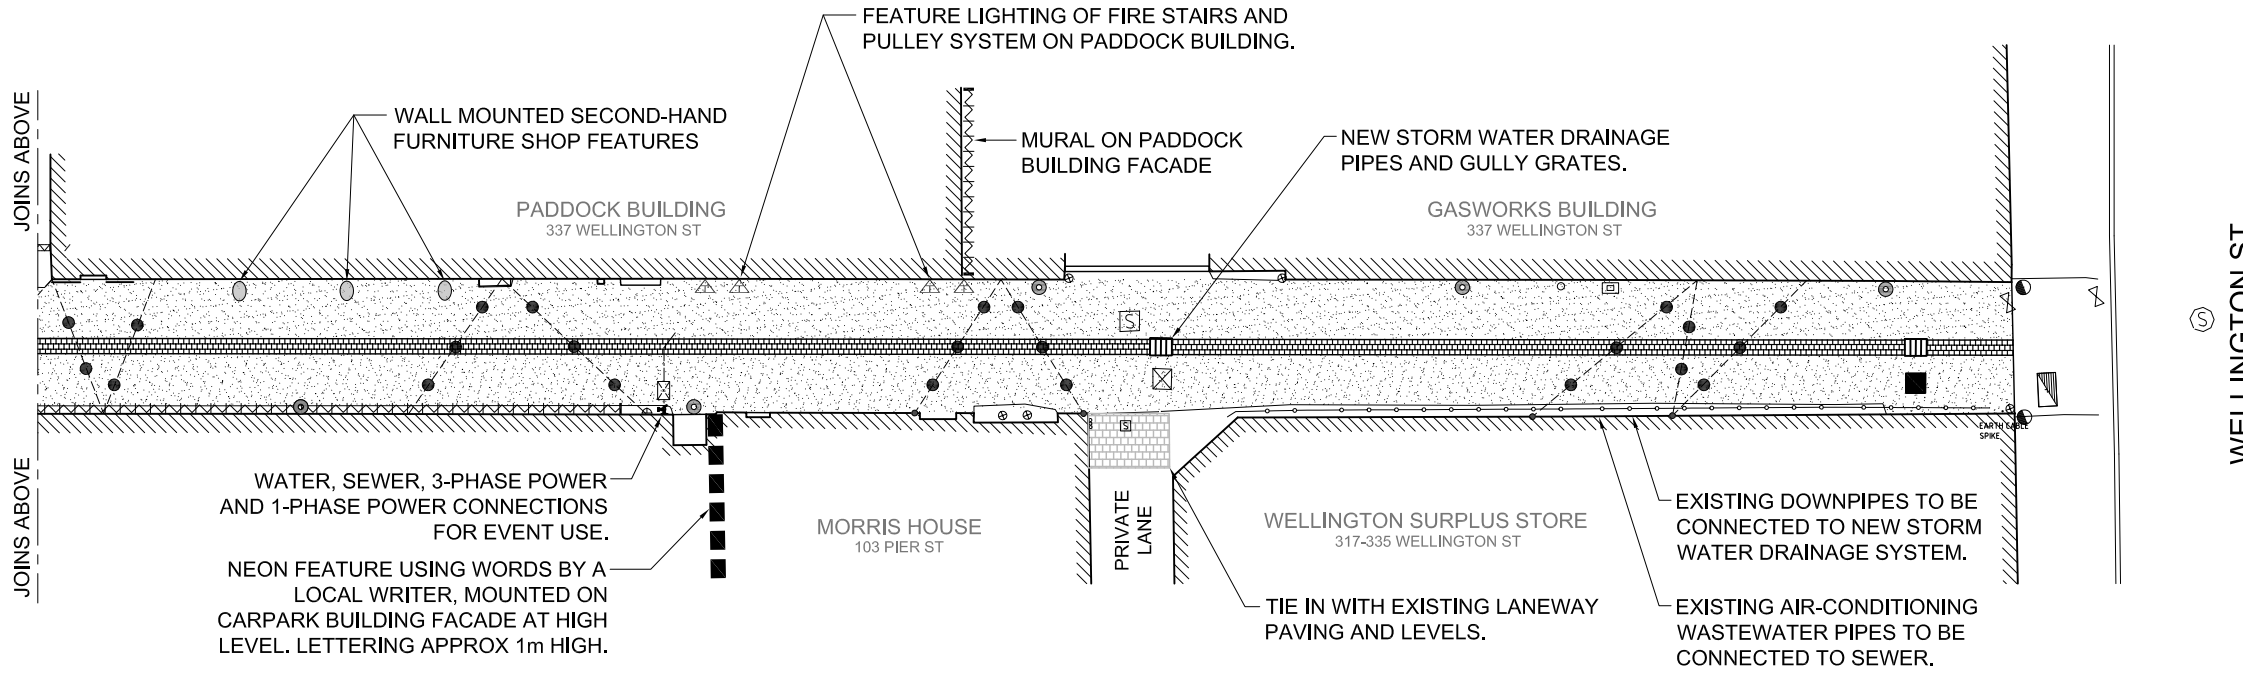 FEATURE LIGHTING OF FIRE STAIRS AND
PULLEY SYSTEM ON PADDOCK BUILDING.
JOINS ABOVE
WALL MOUNTED SECOND-HAND
FURNITURE SHOP FEATURES
MURAL ON PADDOCK
BUILDING FACADE
NEW STORM WATER DRAINAGE
PIPES AND GULLY GRATES.
PADDOCK BUILDING
337 WELLINGTON ST
GASWORKS BUILDING
337 WELLINGTON ST
WELLINGTON ST
S
S
S
EARTH CABLE
SPIKE
JOINS ABOVE
WATER, SEWER, 3-PHASE POWER
AND 1-PHASE POWER CONNECTIONS
FOR EVENT USE.
NEON FEATURE USING WORDS BY A
LOCAL WRITER, MOUNTED ON
CARPARK BUILDING FACADE AT HIGH
LEVEL. LETTERING APPROX 1m HIGH.
MORRIS HOUSE
103 PIER ST
PRIVATE
LANE
WELLINGTON SURPLUS STORE
317-335 WELLINGTON ST
TIE IN WITH EXISTING LANEWAY
PAVING AND LEVELS.
EXISTING DOWNPIPES TO BE
CONNECTED TO NEW STORM
WATER DRAINAGE SYSTEM.
EXISTING AIR-CONDITIONING
WASTEWATER PIPES TO BE
CONNECTED TO SEWER.